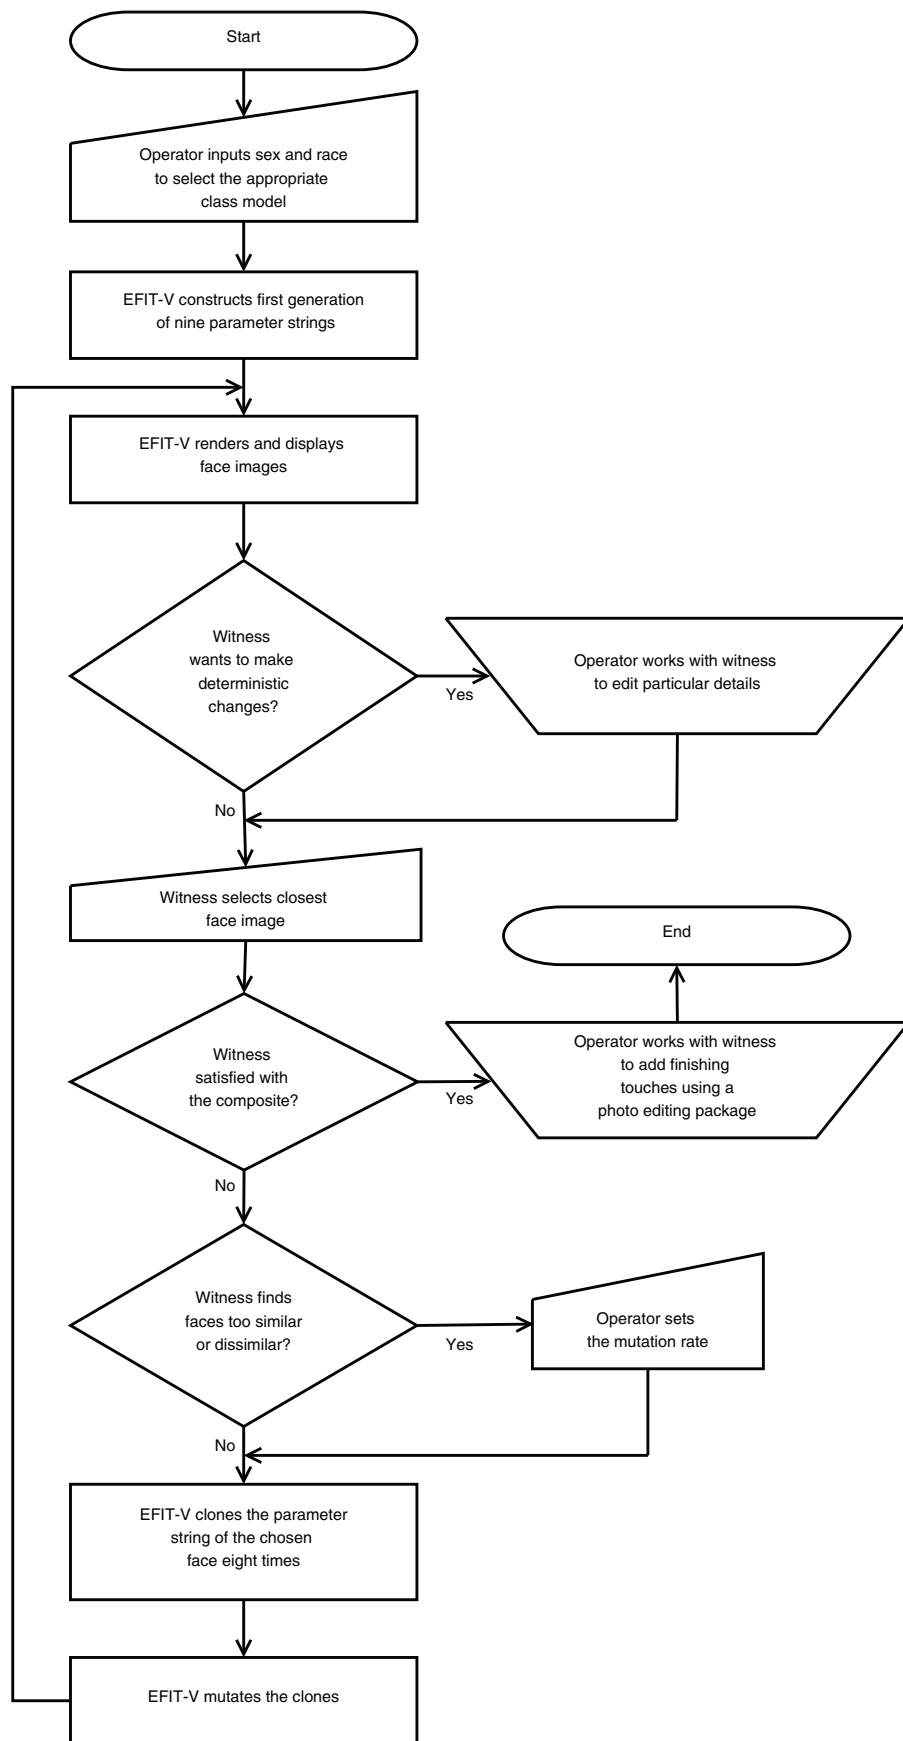 Start
Operator inputs sex and race
to select the appropriate
class model
EFIT-V constructs first generation
of nine parameter strings
EFIT-V renders and displays
face images
Witness
wants to make
deterministic
changes?
Yes
Operator works with witness
to edit particular details
No
Witness selects closest
face image
End
Witness
satisfied with
the composite?
Yes
Operator works with witness
to add finishing
touches using a
photo editing package
No
Witness finds
faces too similar
or dissimilar?
Yes
Operator sets
the mutation rate
No
EFIT-V clones the parameter
string of the chosen
face eight times
EFIT-V mutates the clones